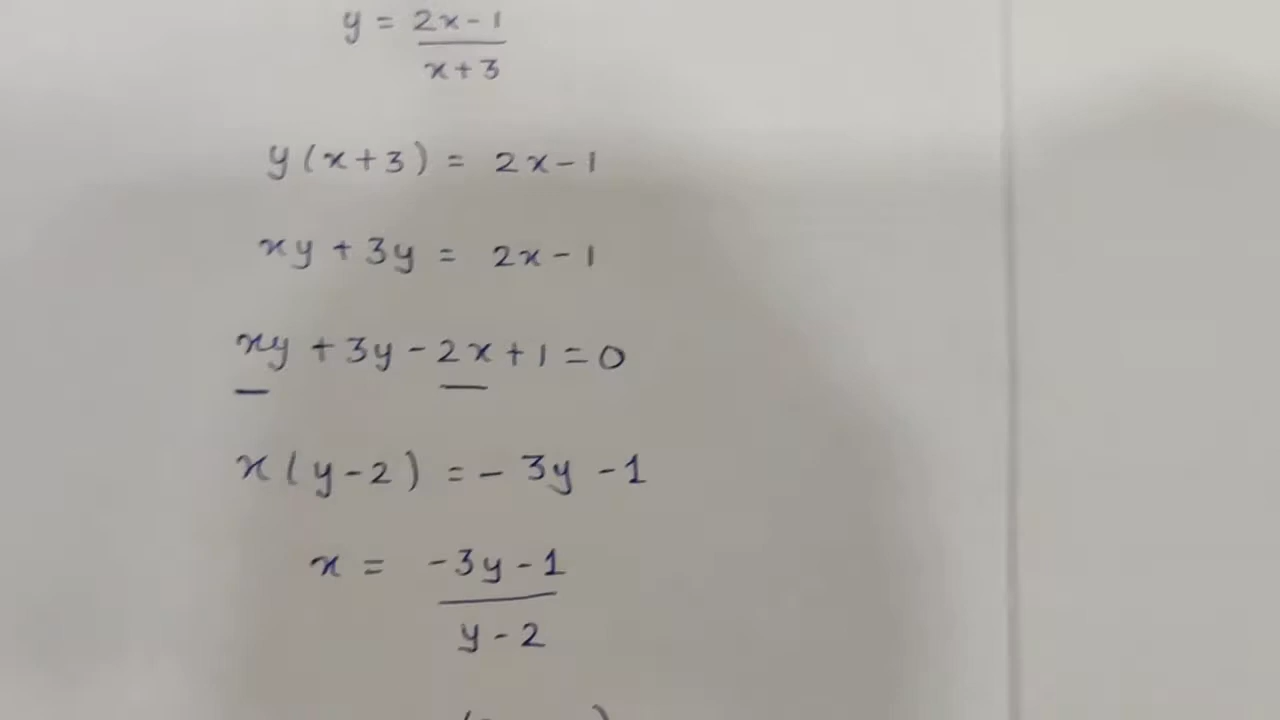 y = 2x-1
x+3
y(x+3) = 2x-1
xy + 3y = 2x-1
xy + 3y - 2x + 1 = 0
x(y-2) = - 3y - 1
x = -3y - 1
y - 2